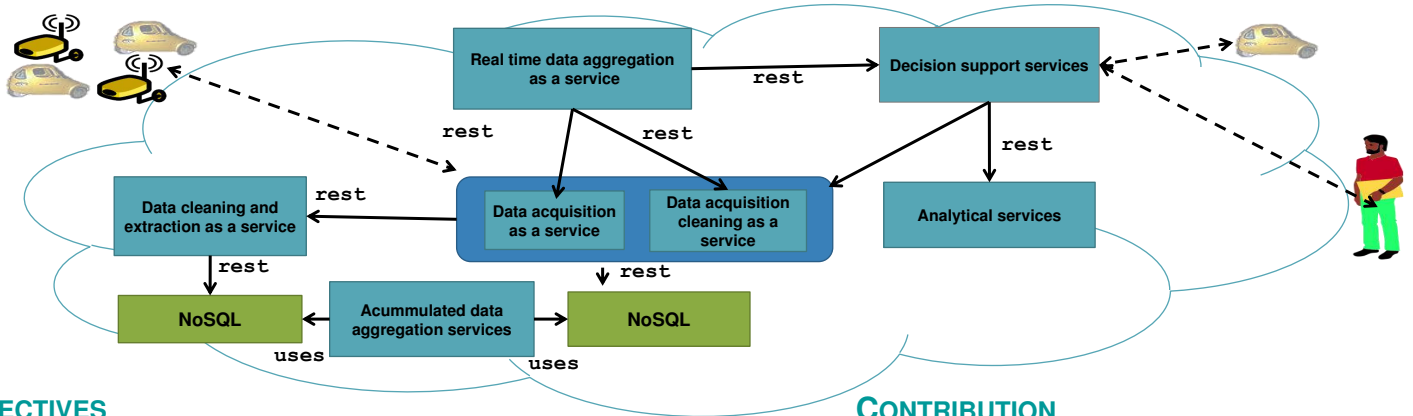 Real time data aggregation
as a service
rest
Decision support services
rest
rest
rest
Data cleaning and
extraction as a service
rest
Data acquisition
as a service
Data acquisition
cleaning as a
service
Analytical services
rest
rest
NoSQL
Acummulated data
aggregation services
NoSQL
uses
uses
ECTIVES
CONTRIBUTION